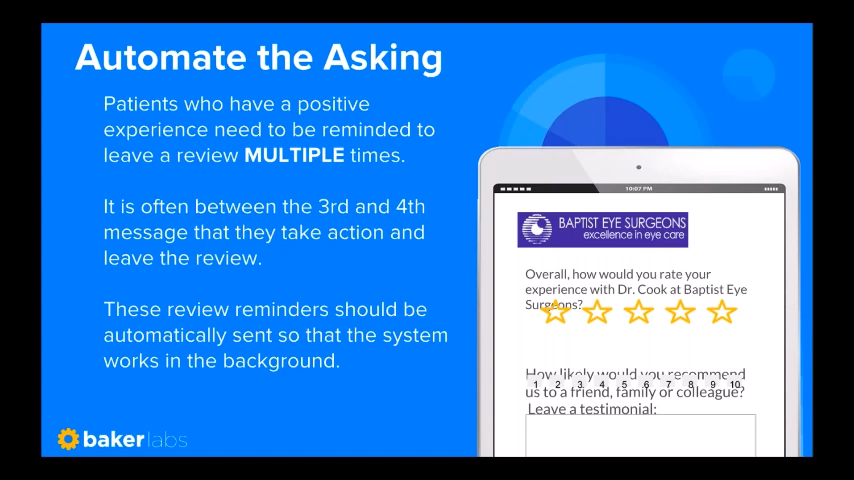 Automate the Asking
Patients who have a positive
experience need to be reminded to
leave a review MULTIPLE times.
It is often between the 3rd and 4th
message that they take action and
leave the review.
These review reminders should be
automatically sent so that the system
works in the background.
bakerlabs
10:07 PM
BAPTIST EYE SURGEONS
excellence in eye care
Overall, how would you rate your
experience with Dr. Cook at Baptist Eye
Surgeons?
How likely would you recommend
1 2 3 4 5 6 7 8 9 10
us to a friend, family or colleague?
Leave a testimonial: